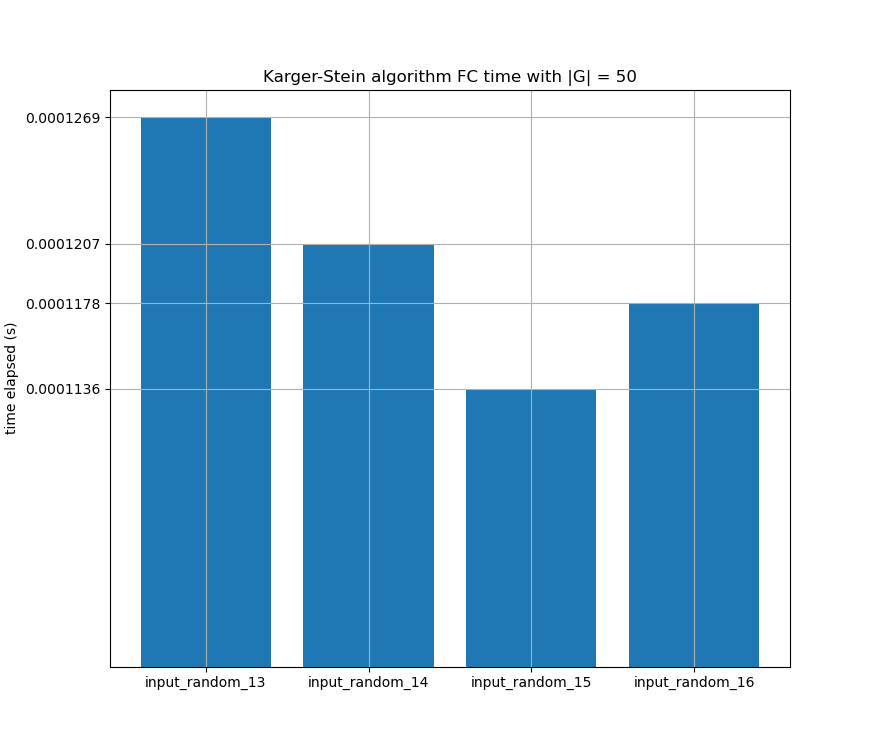 Karger-Stein algorithm FC time with |G| = 50
0.0001269
0.0001207
0.0001178
0.0001136
time elapsed (s)
input_random_13
input_random_14
input_random_15
input_random_16